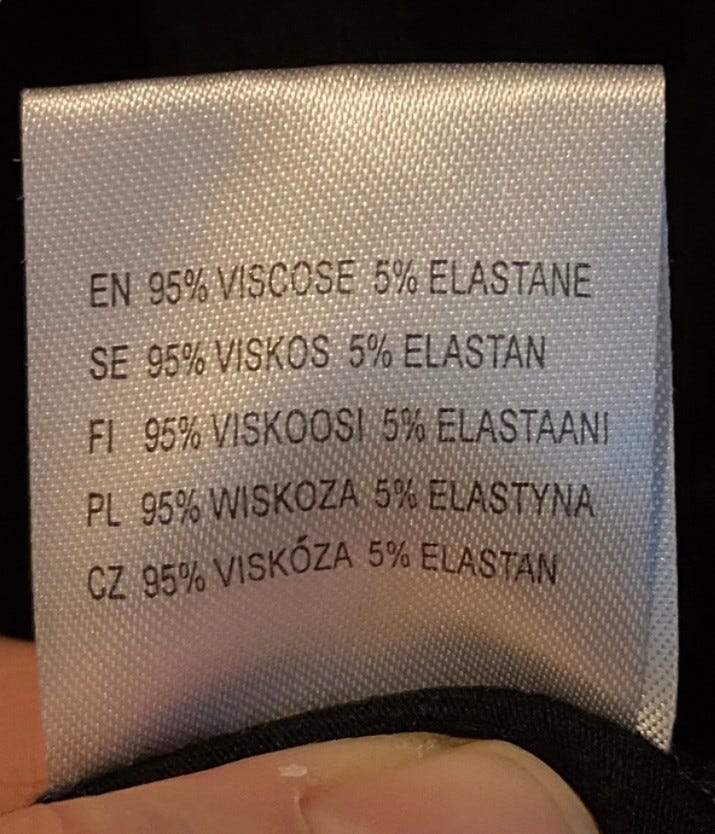 EN 95% VISCOSE 5% ELASTANE
SE 95% VISKOS 5% ELASTAN
FI 95% VISKOOSI 5% ELASTAANI
PL 95% WISKOZA 5% ELASTYNA
CZ 95% VISKÓZA 5% ELASTAN